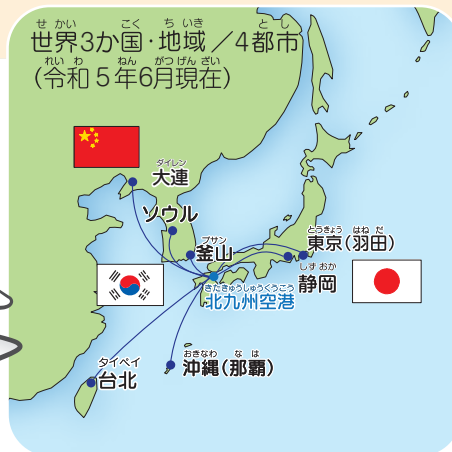 世界3か国・地域／4都市
せかい こく ちいき とし
(令和5年6月現在)
れいわ ねん がつげんざい
ダイレン
大連
ソウル
プサン
釜山
とうきょう はねだ
東京(羽田)
しずおか
静岡
きたきゅうしゅうくうこう
北九州空港
おきなわ なは
沖縄(那覇)
タイペイ
台北